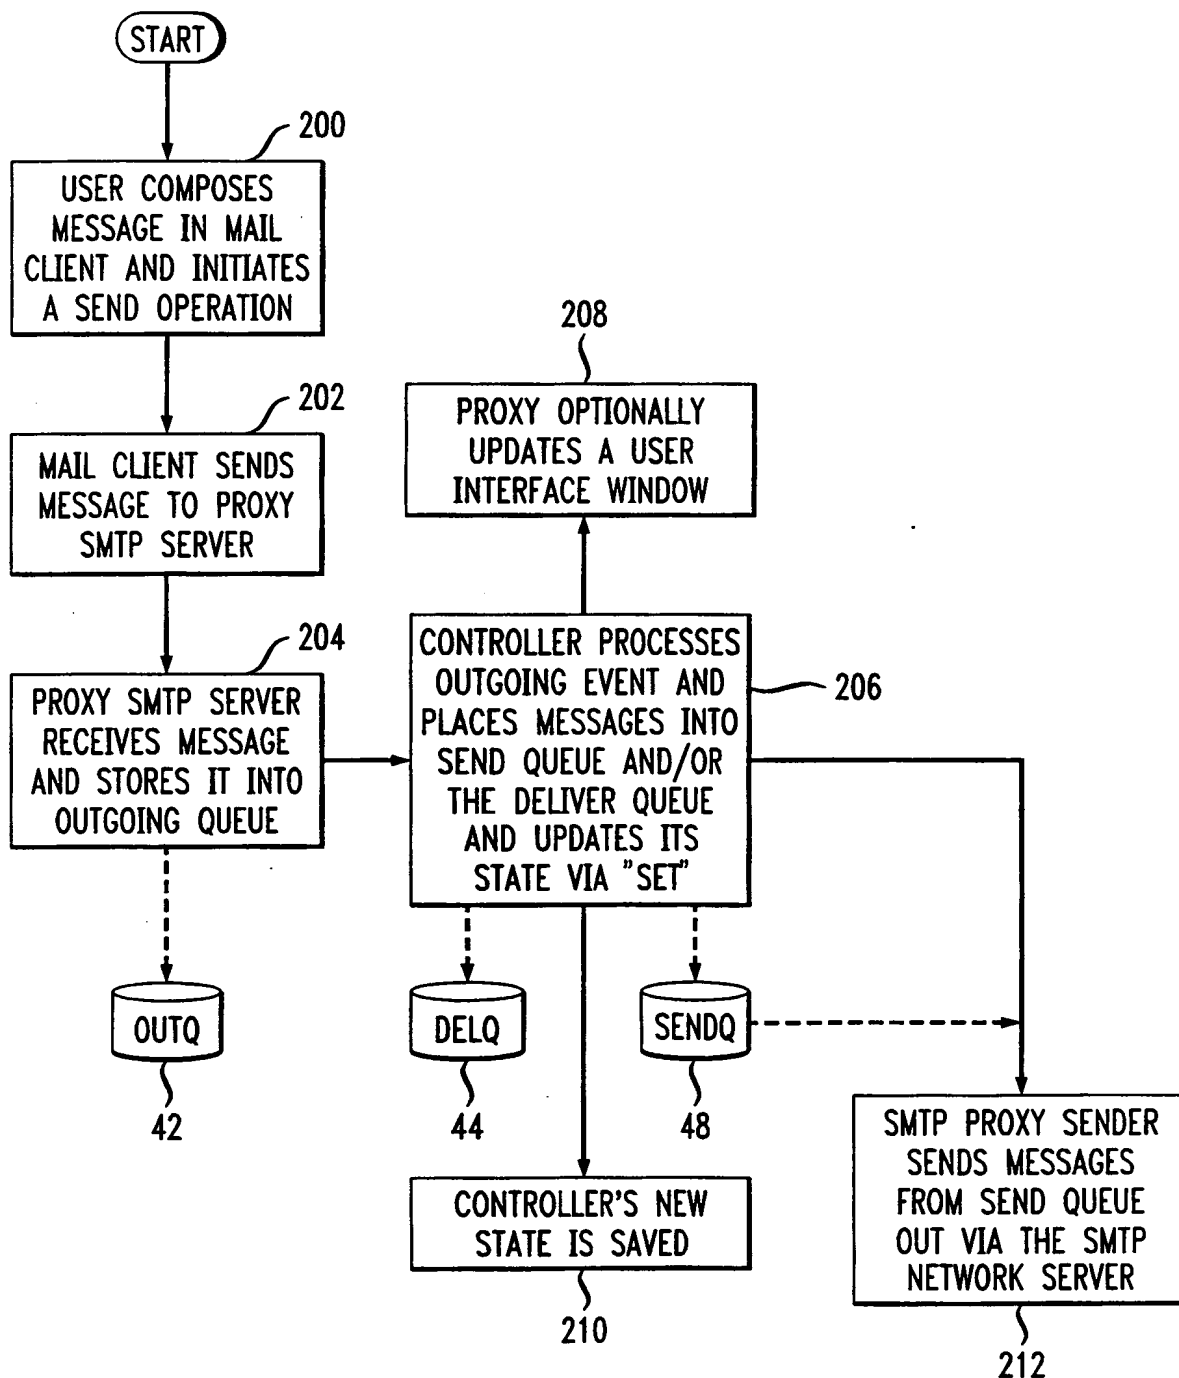 START
200
USER COMPOSES
MESSAGE IN MAIL
CLIENT AND INITIATES
A SEND OPERATION
202
MAIL CLIENT SENDS
MESSAGE TO PROXY
SMTP SERVER
204
PROXY SMTP SERVER
RECEIVES MESSAGE
AND STORES IT INTO
OUTGOING QUEUE
OUTQ
42
208
PROXY OPTIONALLY
UPDATES A USER
INTERFACE WINDOW
CONTROLLER PROCESSES
OUTGOING EVENT AND
PLACES MESSAGES INTO
SEND QUEUE AND/OR
THE DELIVER QUEUE
AND UPDATES ITS
STATE VIA "SET"
206
DELQ
44
SENDQ
48
CONTROLLER'S NEW
STATE IS SAVED
210
SMTP PROXY SENDER
SENDS MESSAGES
FROM SEND QUEUE
OUT VIA THE SMTP
NETWORK SERVER
212